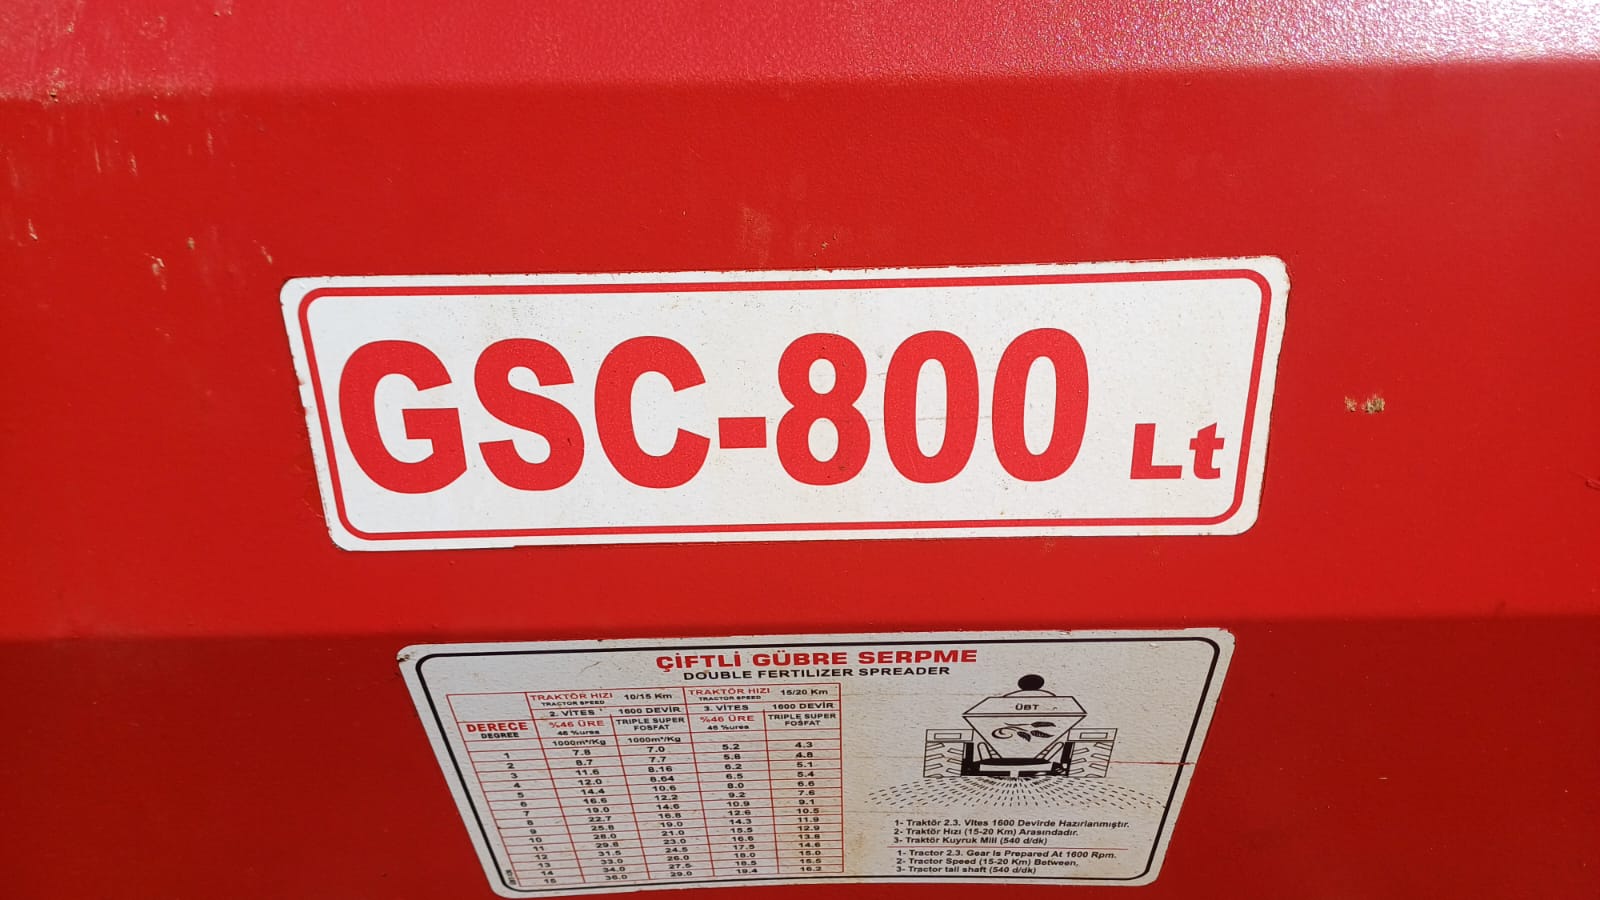 GSC-800 Lt
ÇİFTLİ GÜBRE SERPME
DOUBLE FERTILIZER SPREADER
TRAKTÖR HIZI 10/15 Km TRAKTÖR HIZI 15/20 Km
TRACTOR SPEED TRACTOR SPEED
2. VİTES 1600 DEVİR 3. VİTES 1600 DEVİR
DERECE %46 ÜRE TRIPLE SUPER FOSFAT %46 ÜRE TRIPLE SUPER FOSFAT
DEGREE 46 %urea 46 %urea
1000m²/Kg 1000m²/Kg
1 7.8 7.0 5.2 4.3
2 8.7 7.7 5.8 4.8
3 11.6 8.16 6.2 5.1
4 12.0 8.64 6.5 5.4
5 14.4 10.6 8.0 6.6
6 16.6 12.2 9.2 7.6
7 19.0 14.6 10.9 9.1
8 22.7 16.8 12.6 10.5
9 25.8 19.0 14.3 11.9
10 28.0 21.0 15.5 12.9
11 29.8 23.0 16.6 13.8
12 31.5 24.5 17.5 14.6
13 33.0 26.0 18.0 15.0
14 34.0 27.5 18.5 15.5
15 36.0 29.0 19.4 16.2
ÜBT
1- Traktör 2.3. Vites 1600 Devirde Hazırlanmıştır.
2- Traktör Hızı (15-20 Km) Arasındadır.
3- Traktör Kuyruk Mili (540 d/dk)
1- Tractor 2.3. Gear Is Prepared At 1600 Rpm.
2- Tractor Speed (15-20 Km) Between,
3- Tractor tail shaft (540 d/dk)